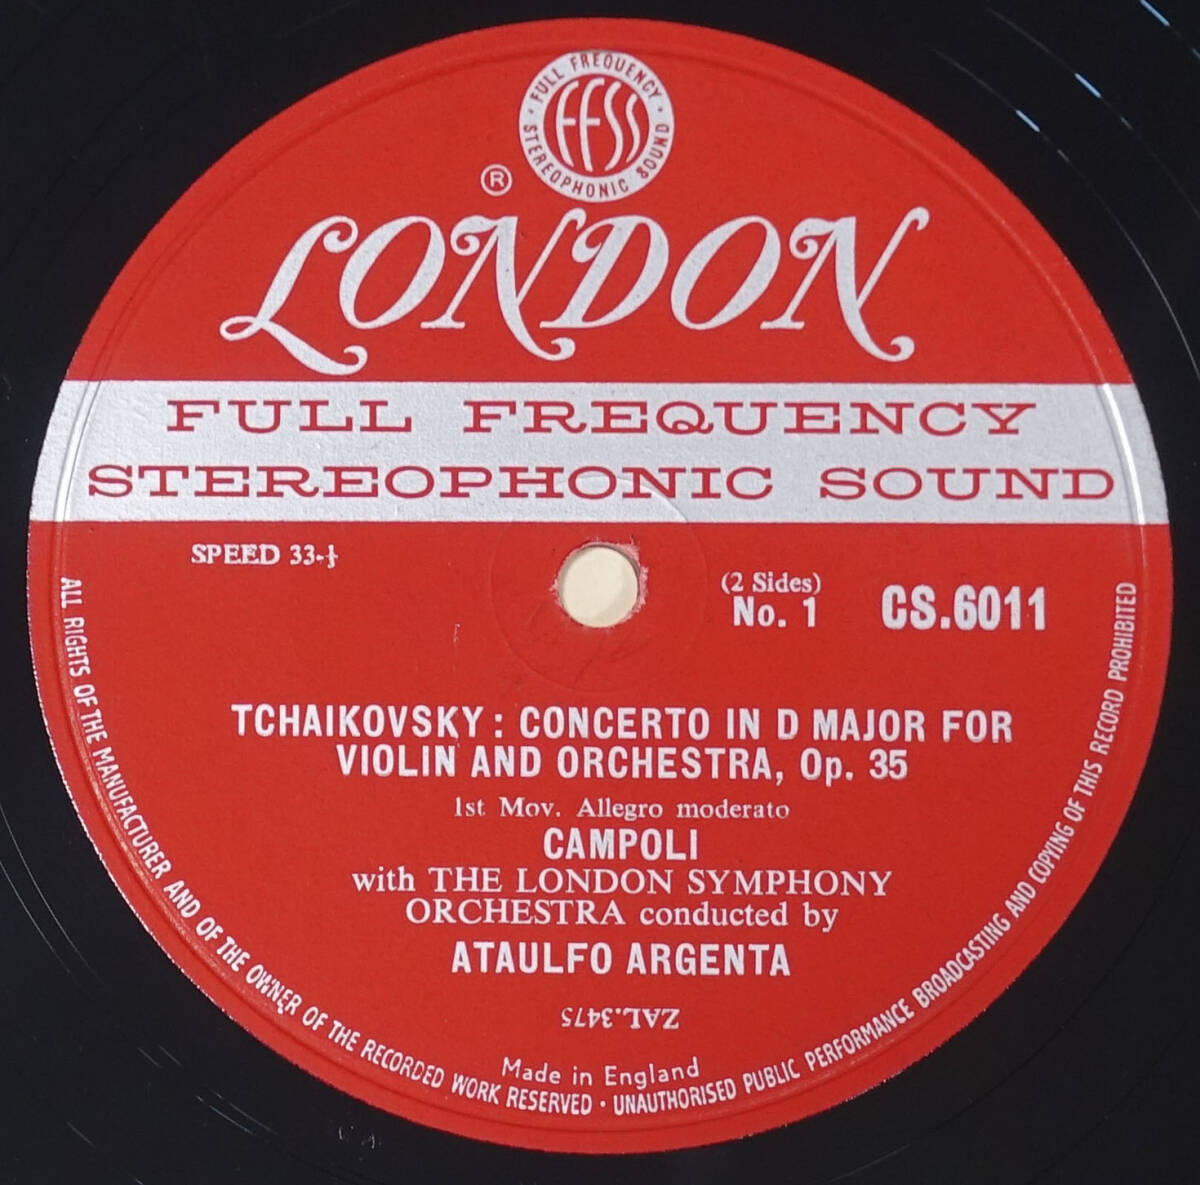 · FULL FREQUENCY ·
STEREOPHONIC SOUND
FFSS
®
LONDON
FULL FREQUENCY
STEREOPHONIC SOUND
SPEED 33-⅓
(2 Sides)
No. 1
CS.6011
TCHAIKOVSKY : CONCERTO IN D MAJOR FOR
VIOLIN AND ORCHESTRA, Op. 35
1st Mov. Allegro moderato
CAMPOLI
with THE LONDON SYMPHONY
ORCHESTRA conducted by
ATAULFO ARGENTA
ZAL.3475
Made in England
ALL RIGHTS OF THE MANUFACTURER AND OF THE OWNER OF THE RECORDED WORK RESERVED · UNAUTHORISED PUBLIC PERFORMANCE BROADCASTING AND COPYING OF THIS RECORD PROHIBITED